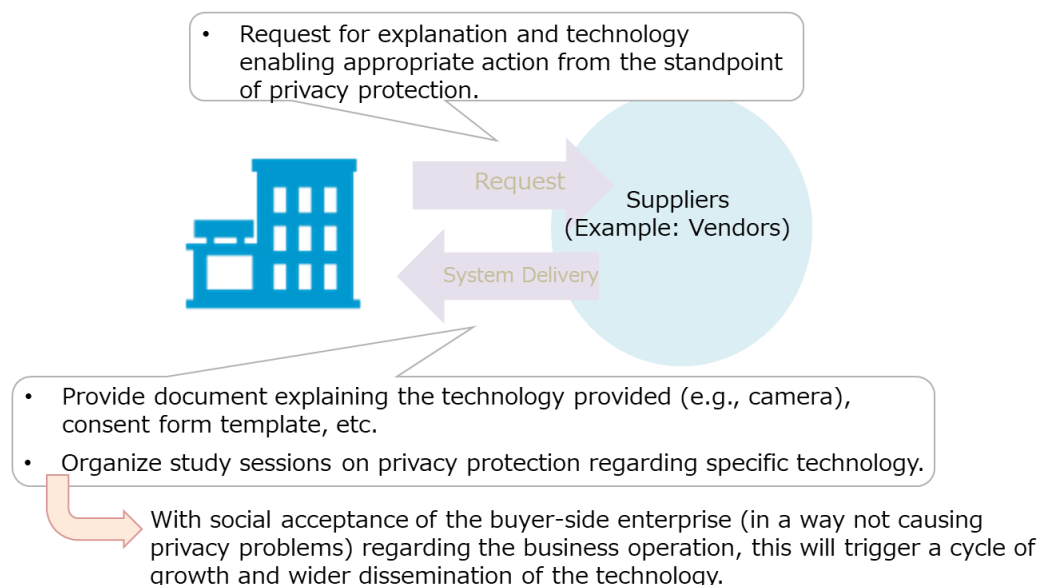 • Request for explanation and technology
enabling appropriate action from the standpoint
of privacy protection.
Request
Suppliers
(Example: Vendors)
System Delivery
• Provide document explaining the technology provided (e.g., camera),
consent form template, etc.
• Organize study sessions on privacy protection regarding specific technology.
With social acceptance of the buyer-side enterprise (in a way not causing
privacy problems) regarding the business operation, this will trigger a cycle of
growth and wider dissemination of the technology.